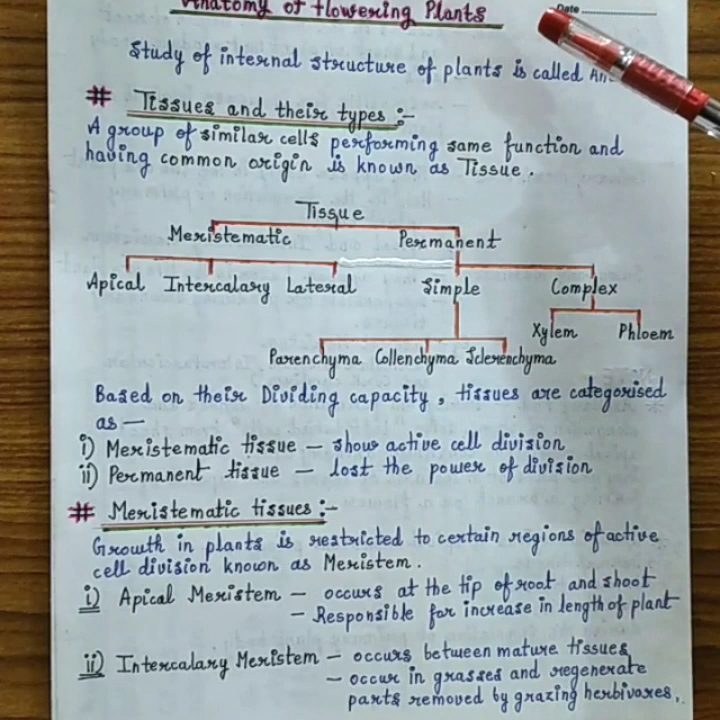 Anatomy of Flowering Plants
Date
Study of internal structure of plants is called
# Tissues and their types :-
A group of similar cells performing same function and
having common origin is known as Tissue.
Tissue
Meristematic Permanent
Apical Intercalary Lateral Simple Complex
Xylem Phloem
Parenchyma Collenchyma Sclerenchyma
Based on their Dividing capacity, tissues are categorised
as —
i) Meristematic tissue — show active cell division
ii) Permanent tissue — lost the power of division
# Meristematic tissues :-
Growth in plants is restricted to certain regions of active
cell division known as Meristem.
i) Apical Meristem — occurs at the tip of root and shoot
— Responsible for increase in length of plant
ii) Intercalary Meristem — occurs between mature tissues
— occur in grasses and regenerate
parts removed by grazing herbivores,.